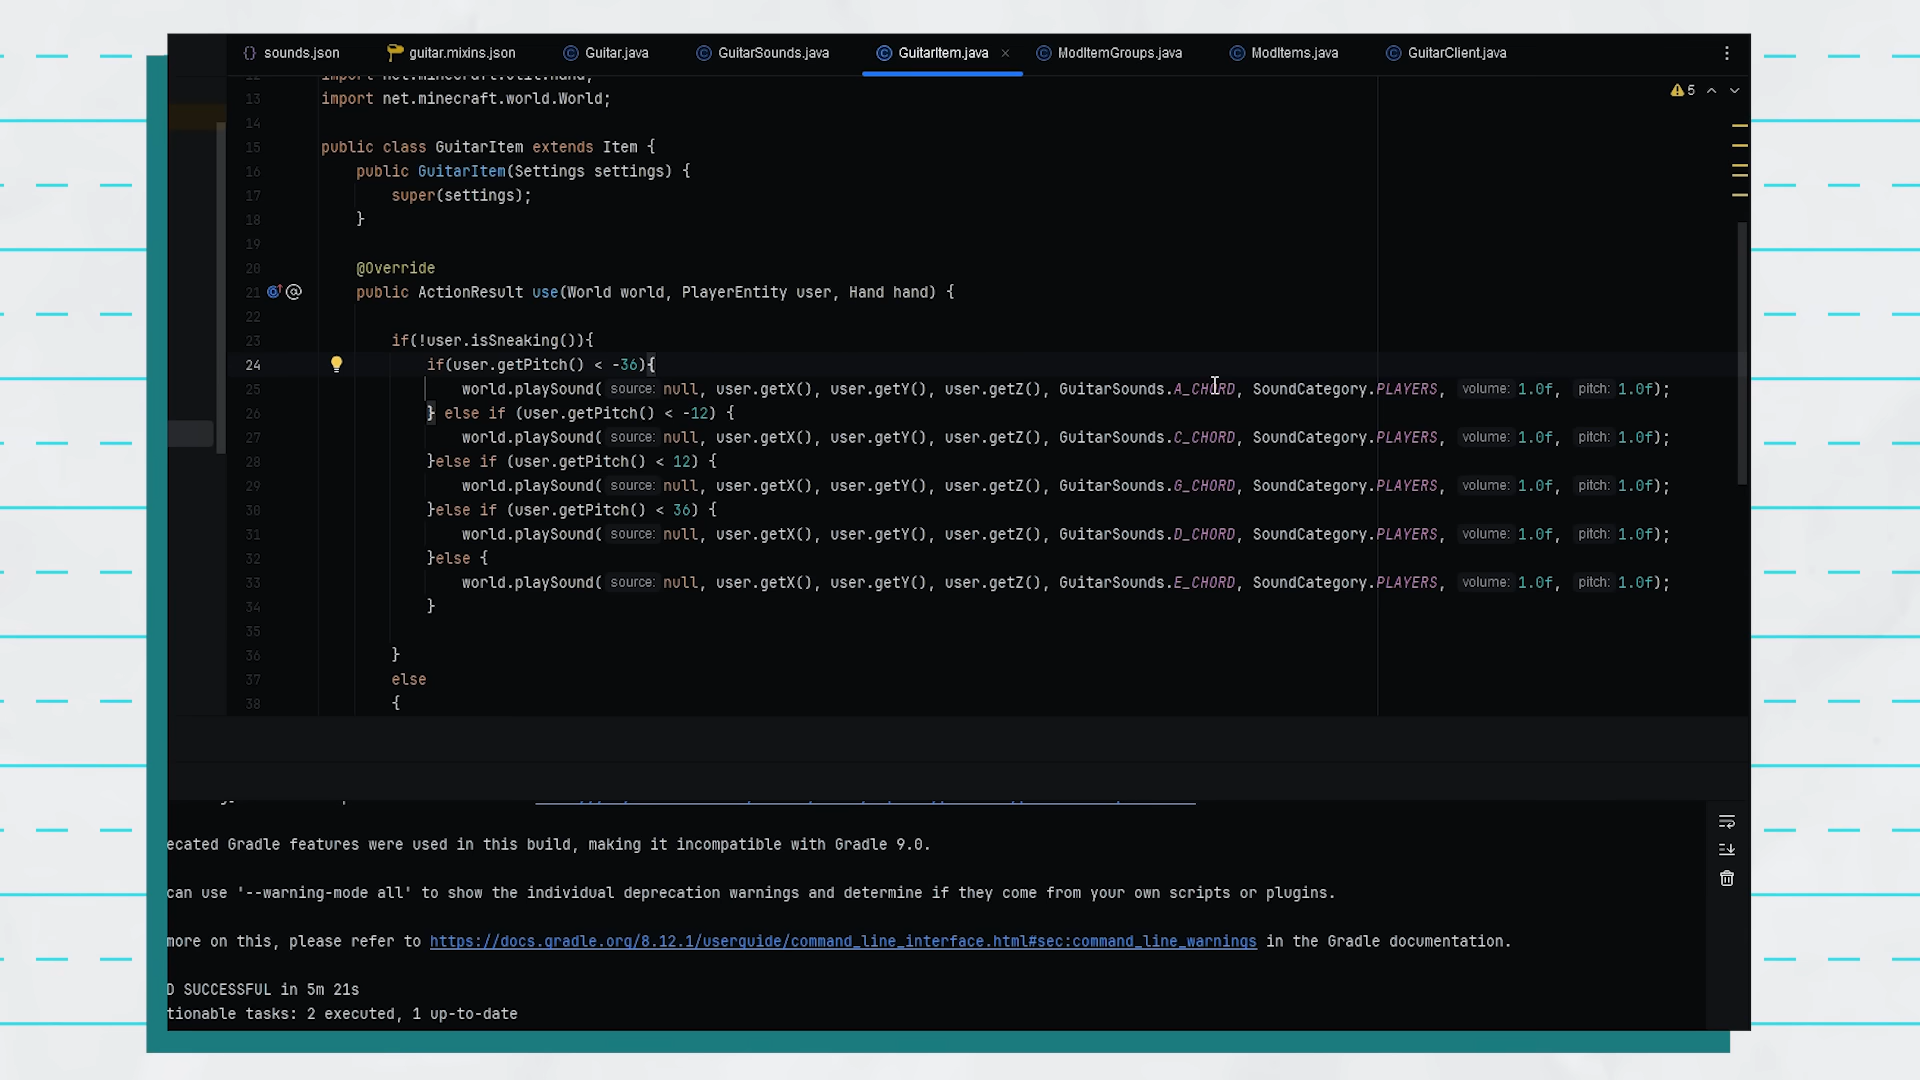 sounds.json guitar.mixins.json Guitar.java GuitarSounds.java GuitarItem.java ModItemGroups.java ModItems.java GuitarClient.java
5
12 import net.minecraft.util.Hand;
13 import net.minecraft.world.World;
14
15 public class GuitarItem extends Item {
16 public GuitarItem(Settings settings) {
17 super(settings);
18 }
19
20 @Override
21 public ActionResult use(World world, PlayerEntity user, Hand hand) {
22
23 if(!user.isSneaking()){
24 if(user.getPitch() < -36){
25 world.playSound( source: null, user.getX(), user.getY(), user.getZ(), GuitarSounds.A_CHORD, SoundCategory.PLAYERS, volume: 1.0f, pitch: 1.0f);
26 } else if (user.getPitch() < -12) {
27 world.playSound( source: null, user.getX(), user.getY(), user.getZ(), GuitarSounds.C_CHORD, SoundCategory.PLAYERS, volume: 1.0f, pitch: 1.0f);
28 }else if (user.getPitch() < 12) {
29 world.playSound( source: null, user.getX(), user.getY(), user.getZ(), GuitarSounds.G_CHORD, SoundCategory.PLAYERS, volume: 1.0f, pitch: 1.0f);
30 }else if (user.getPitch() < 36) {
31 world.playSound( source: null, user.getX(), user.getY(), user.getZ(), GuitarSounds.D_CHORD, SoundCategory.PLAYERS, volume: 1.0f, pitch: 1.0f);
32 }else {
33 world.playSound( source: null, user.getX(), user.getY(), user.getZ(), GuitarSounds.E_CHORD, SoundCategory.PLAYERS, volume: 1.0f, pitch: 1.0f);
34 }
35
36 }
37 else
38 {
ecated Gradle features were used in this build, making it incompatible with Gradle 9.0.
can use '--warning-mode all' to show the individual deprecation warnings and determine if they come from your own scripts or plugins.
more on this, please refer to https://docs.gradle.org/8.12.1/userguide/command_line_interface.html#sec:command_line_warnings in the Gradle documentation.
D SUCCESSFUL in 5m 21s
tionable tasks: 2 executed, 1 up-to-date